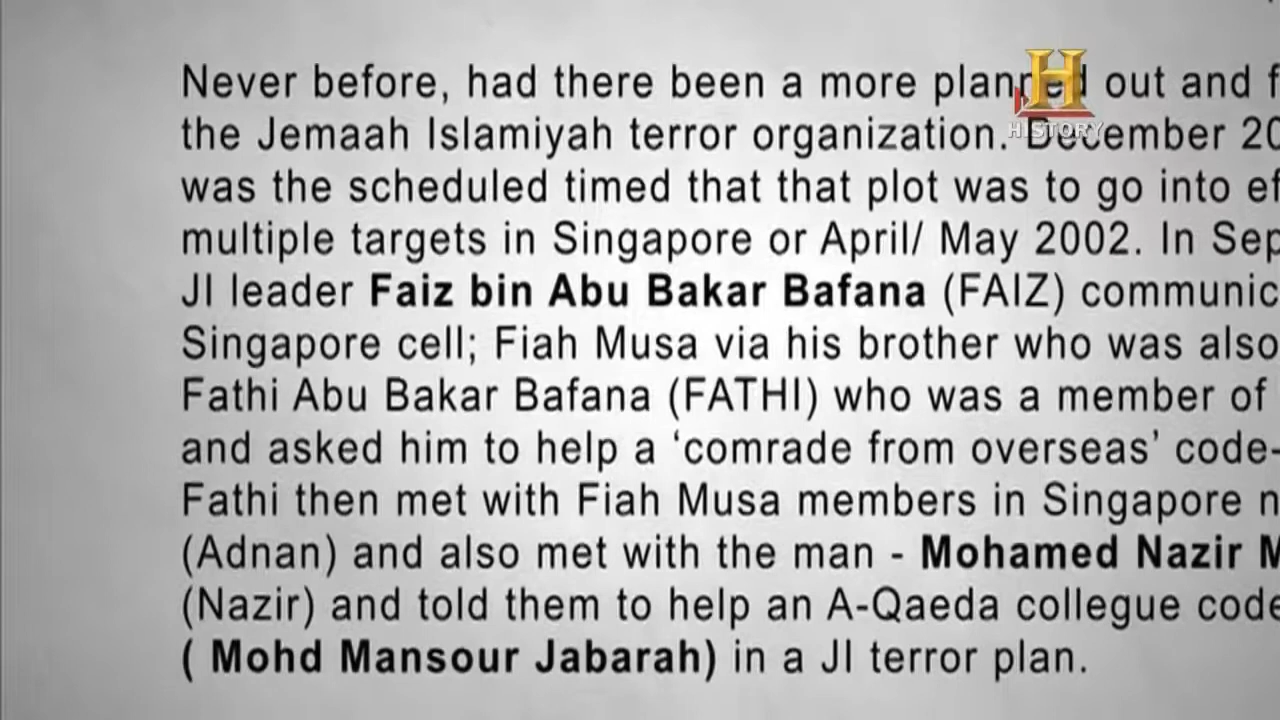 Never before, had there been a more planned out and f
the Jemaah Islamiyah terror organization. December 20
was the scheduled timed that that plot was to go into ef
multiple targets in Singapore or April/ May 2002. In Sep
JI leader Faiz bin Abu Bakar Bafana (FAIZ) communic
Singapore cell; Fiah Musa via his brother who was also
Fathi Abu Bakar Bafana (FATHI) who was a member of
and asked him to help a ‘comrade from overseas’ code-
Fathi then met with Fiah Musa members in Singapore n
(Adnan) and also met with the man - Mohamed Nazir M
(Nazir) and told them to help an A-Qaeda collegue code
( Mohd Mansour Jabarah) in a JI terror plan.
H
HISTORY